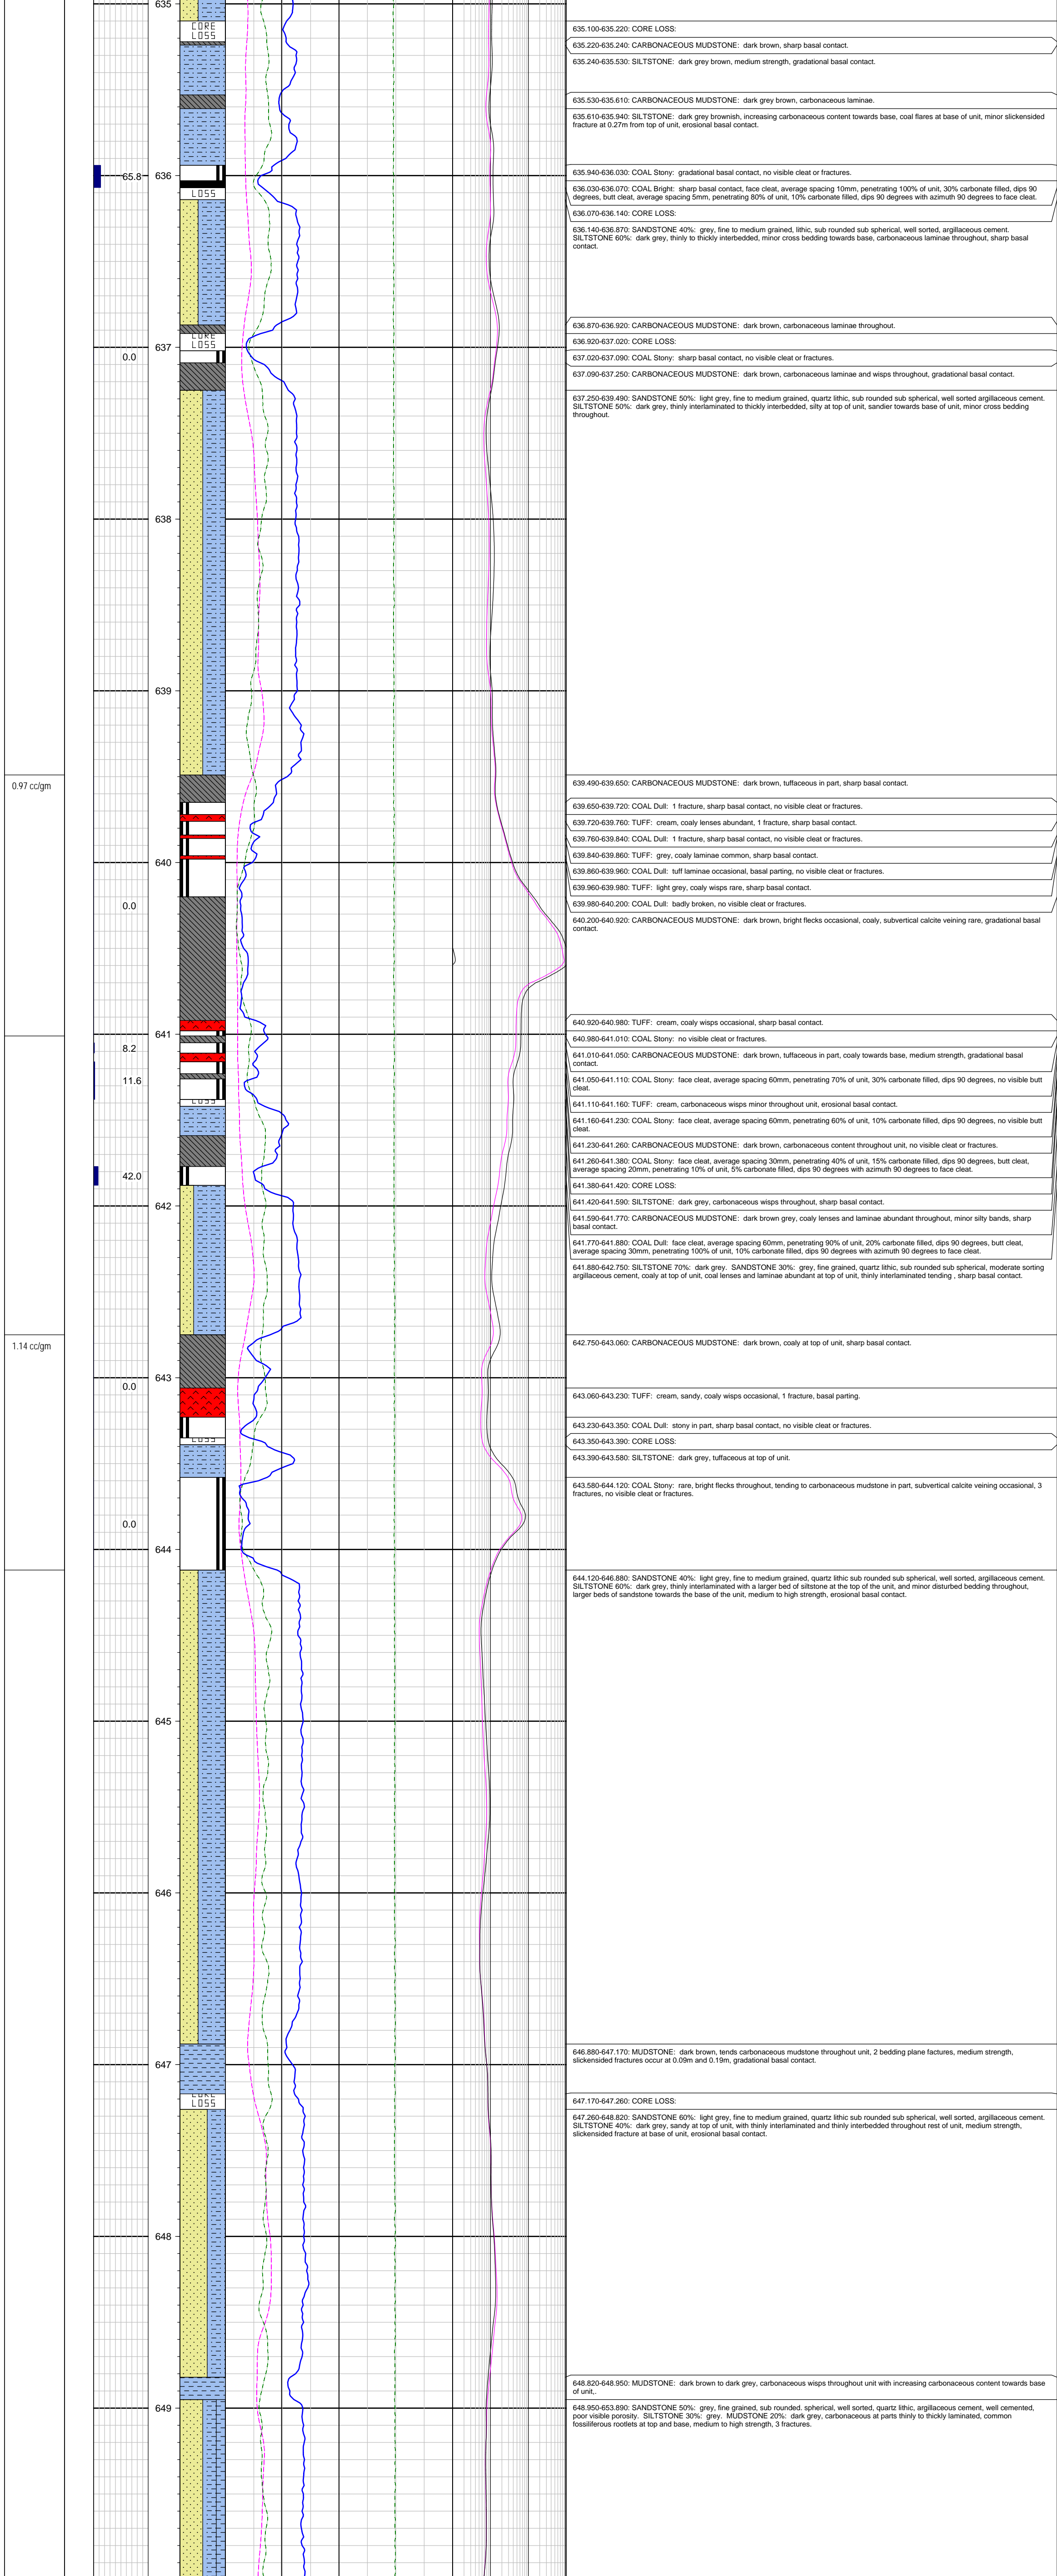 635
CORE
LOSS
635.100-635.220: CORE LOSS:
635.220-635.240: CARBONACEOUS MUDSTONE: dark brown, sharp basal contact.
635.240-635.530: SILTSTONE: dark grey brown, medium strength, gradational basal contact.
635.530-635.610: CARBONACEOUS MUDSTONE: dark grey brown, carbonaceous laminae.
635.610-635.940: SILTSTONE: dark grey brownish, increasing carbonaceous content towards base, coal flares at base of unit, minor slickensided
fracture at 0.27m from top of unit, erosional basal contact.
65.8
636
LOSS
635.940-636.030: COAL Stony: gradational basal contact, no visible cleat or fractures.
636.030-636.070: COAL Bright: sharp basal contact, face cleat, average spacing 10mm, penetrating 100% of unit, 30% carbonate filled, dips 90
degrees, butt cleat, average spacing 5mm, penetrating 80% of unit, 10% carbonate filled, dips 90 degrees with azimuth 90 degrees to face cleat.
636.070-636.140: CORE LOSS:
636.140-636.870: SANDSTONE 40%: grey, fine to medium grained, lithic, sub rounded sub spherical, well sorted, argillaceous cement.
SILTSTONE 60%: dark grey, thinly to thickly interbedded, minor cross bedding towards base, carbonaceous laminae throughout, sharp basal
contact.
CORE
LOSS
637
0.0
636.870-636.920: CARBONACEOUS MUDSTONE: dark brown, carbonaceous laminae throughout.
636.920-637.020: CORE LOSS:
637.020-637.090: COAL Stony: sharp basal contact, no visible cleat or fractures.
637.090-637.250: CARBONACEOUS MUDSTONE: dark brown, carbonaceous laminae and wisps throughout, gradational basal contact.
637.250-639.490: SANDSTONE 50%: light grey, fine to medium grained, quartz lithic, sub rounded sub spherical, well sorted argillaceous cement.
SILTSTONE 50%: dark grey, thinly interlaminated to thickly interbedded, silty at top of unit, sandier towards base of unit, minor cross bedding
throughout.
638
639
0.97 cc/gm
639.490-639.650: CARBONACEOUS MUDSTONE: dark brown, tuffaceous in part, sharp basal contact.
639.650-639.720: COAL Dull: 1 fracture, sharp basal contact, no visible cleat or fractures.
639.720-639.760: TUFF: cream, coaly lenses abundant, 1 fracture, sharp basal contact.
639.760-639.840: COAL Dull: 1 fracture, sharp basal contact, no visible cleat or fractures.
639.840-639.860: TUFF: grey, coaly laminae common, sharp basal contact.
640
639.860-639.960: COAL Dull: tuff laminae occasional, basal parting, no visible cleat or fractures.
639.960-639.980: TUFF: light grey, coaly wisps rare, sharp basal contact.
639.980-640.200: COAL Dull: badly broken, no visible cleat or fractures.
0.0
640.200-640.920: CARBONACEOUS MUDSTONE: dark brown, bright flecks occasional, coaly, subvertical calcite veining rare, gradational basal
contact.
640.920-640.980: TUFF: cream, coaly wisps occasional, sharp basal contact.
641
640.980-641.010: COAL Stony: no visible cleat or fractures.
8.2
641.010-641.050: CARBONACEOUS MUDSTONE: dark brown, tuffaceous in part, coaly towards base, medium strength, gradational basal
contact.
11.6
641.050-641.110: COAL Stony: face cleat, average spacing 60mm, penetrating 70% of unit, 30% carbonate filled, dips 90 degrees, no visible butt
cleat.
LOSS
641.110-641.160: TUFF: cream, carbonaceous wisps minor throughout unit, erosional basal contact.
641.160-641.230: COAL Stony: face cleat, average spacing 60mm, penetrating 60% of unit, 10% carbonate filled, dips 90 degrees, no visible butt
cleat.
641.230-641.260: CARBONACEOUS MUDSTONE: dark brown, carbonaceous content throughout unit, no visible cleat or fractures.
641.260-641.380: COAL Stony: face cleat, average spacing 30mm, penetrating 40% of unit, 15% carbonate filled, dips 90 degrees, butt cleat,
average spacing 20mm, penetrating 10% of unit, 5% carbonate filled, dips 90 degrees with azimuth 90 degrees to face cleat.
42.0
641.380-641.420: CORE LOSS:
641.420-641.590: SILTSTONE: dark grey, carbonaceous wisps throughout, sharp basal contact.
642
641.590-641.770: CARBONACEOUS MUDSTONE: dark brown grey, coaly lenses and laminae abundant throughout, minor silty bands, sharp
basal contact.
641.770-641.880: COAL Dull: face cleat, average spacing 60mm, penetrating 90% of unit, 20% carbonate filled, dips 90 degrees, butt cleat,
average spacing 30mm, penetrating 100% of unit, 10% carbonate filled, dips 90 degrees with azimuth 90 degrees to face cleat.
641.880-642.750: SILTSTONE 70%: dark grey. SANDSTONE 30%: grey, fine grained, quartz lithic, sub rounded sub spherical, moderate sorting
argillaceous cement, coaly at top of unit, coal lenses and laminae abundant at top of unit, thinly interlaminated tending , sharp basal contact.
1.14 cc/gm
642.750-643.060: CARBONACEOUS MUDSTONE: dark brown, coaly at top of unit, sharp basal contact.
643
0.0
643.060-643.230: TUFF: cream, sandy, coaly wisps occasional, 1 fracture, basal parting.
643.230-643.350: COAL Dull: stony in part, sharp basal contact, no visible cleat or fractures.
LOSS
643.350-643.390: CORE LOSS:
643.390-643.580: SILTSTONE: dark grey, tuffaceous at top of unit.
643.580-644.120: COAL Stony: rare, bright flecks throughout, tending to carbonaceous mudstone in part, subvertical calcite veining occasional, 3
fractures, no visible cleat or fractures.
0.0
644
644.120-646.880: SANDSTONE 40%: light grey, fine to medium grained, quartz lithic sub rounded sub spherical, well sorted, argillaceous cement.
SILTSTONE 60%: dark grey, thinly interlaminated with a larger bed of siltstone at the top of the unit, and minor disturbed bedding throughout,
larger beds of sandstone towards the base of the unit, medium to high strength, erosional basal contact.
645
646
646.880-647.170: MUDSTONE: dark brown, tends carbonaceous mudstone throughout unit, 2 bedding plane factures, medium strength,
slickensided fractures occur at 0.09m and 0.19m, gradational basal contact.
647
CORE
LOSS
647.170-647.260: CORE LOSS:
647.260-648.820: SANDSTONE 60%: light grey, fine to medium grained, quartz lithic sub rounded sub spherical, well sorted, argillaceous cement.
SILTSTONE 40%: dark grey, sandy at top of unit, with thinly interlaminated and thinly interbedded throughout rest of unit, medium strength,
slickensided fracture at base of unit, erosional basal contact.
648
648.820-648.950: MUDSTONE: dark brown to dark grey, carbonaceous wisps throughout unit with increasing carbonaceous content towards base
of unit,.
649
648.950-653.890: SANDSTONE 50%: grey, fine grained, sub rounded. spherical, well sorted, quartz lithic, argillaceous cement, well cemented,
poor visible porosity. SILTSTONE 30%: grey. MUDSTONE 20%: dark grey, carbonaceous at parts thinly to thickly laminated, common
fossiliferous rootlets at top and base, medium to high strength, 3 fractures.